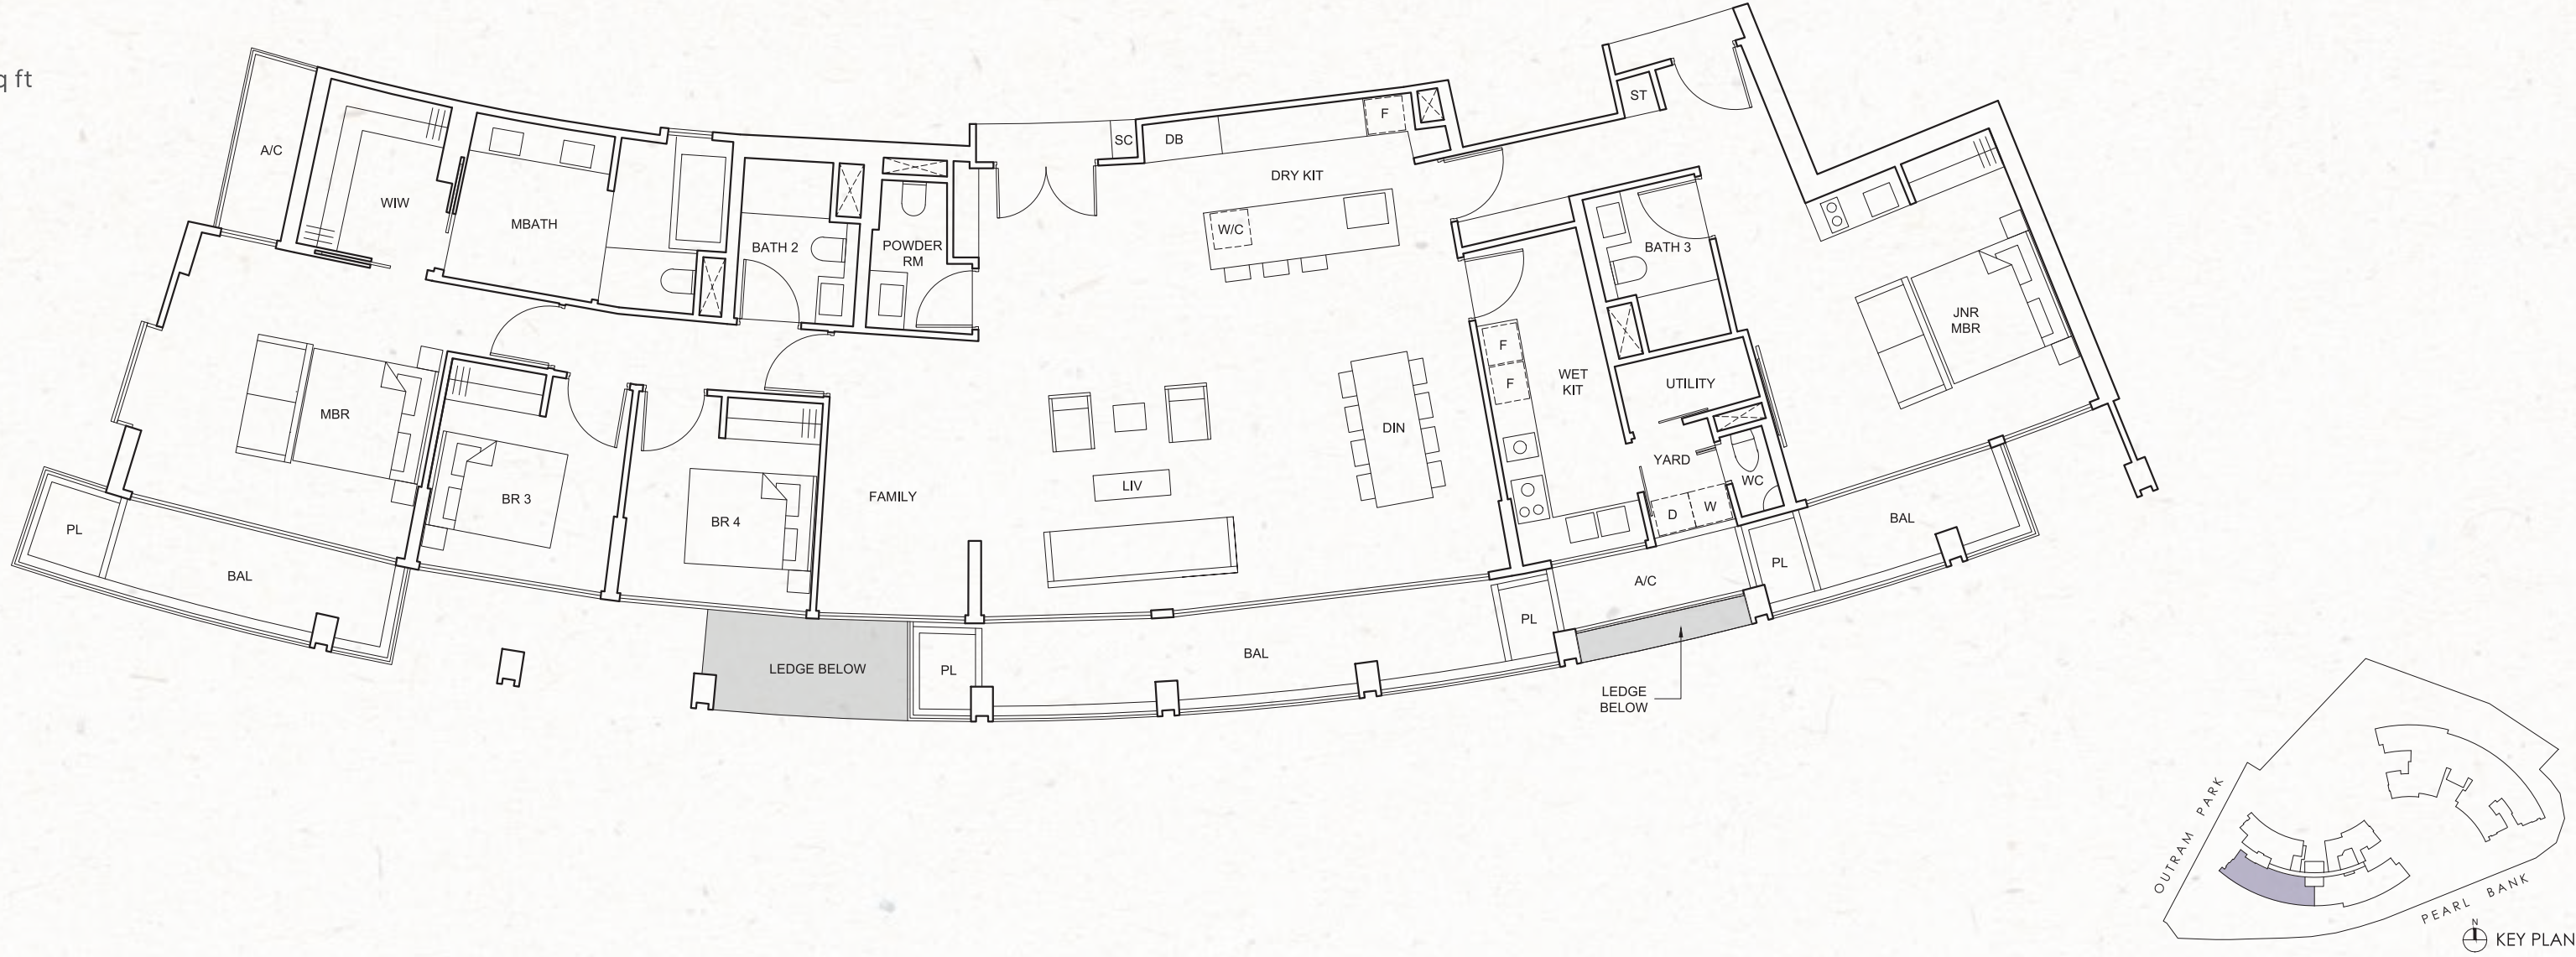 q ft
A/C
WIW
MBATH
BATH 2
POWDER
RM
SC
DB
F
DRY KIT
W/C
ST
BATH 3
JNR
MBR
MBR
BR 3
BR 4
FAMILY
LIV
DIN
F
F
WET
KIT
UTILITY
YARD
WC
D
W
PL
BAL
LEDGE BELOW
PL
BAL
PL
A/C
PL
BAL
LEDGE
BELOW
OUTRAM PARK
PEARL BANK
N
KEY PLAN